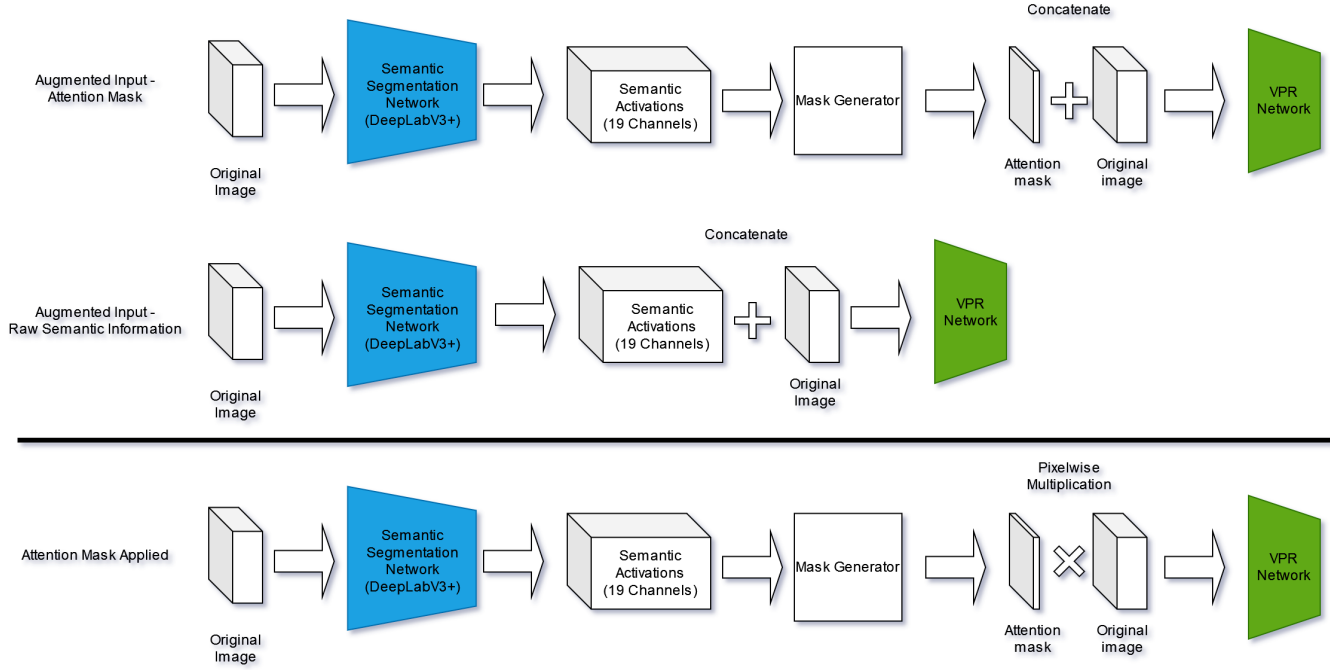 Concatenate
Augmented Input -
Attention Mask
Semantic
Segmentation
Network
(DeepLabV3+)
Semantic
Activations
(19 Channels)
Mask Generator
VPR
Network
Original
Image
Attention
mask
Original
image
Concatenate
Augmented Input -
Raw Semantic Information
Semantic
Segmentation
Network
(DeepLabV3+)
Semantic
Activations
(19 Channels)
VPR
Network
Original
Image
Original
Image
Pixelwise
Multiplication
Attention Mask Applied
Semantic
Segmentation
Network
(DeepLabV3+)
Semantic
Activations
(19 Channels)
Mask Generator
VPR
Network
Original
Image
Attention
mask
Original
image